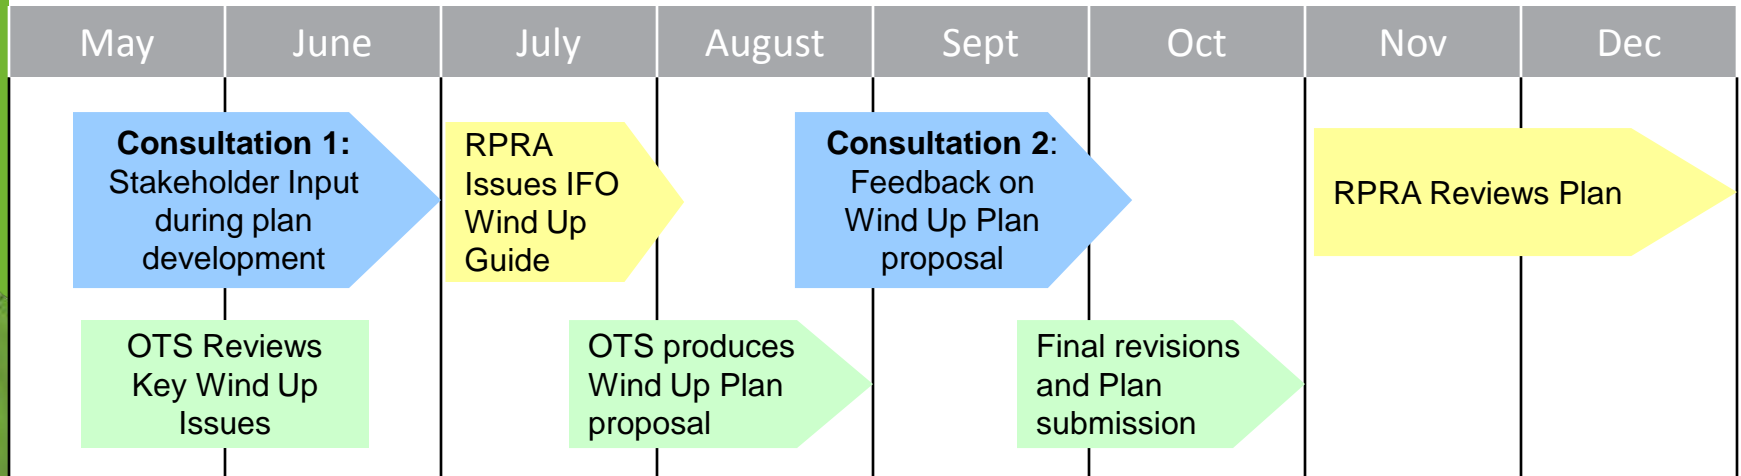 May June July August Sept Oct Nov Dec
Consultation 1:
Stakeholder Input
during plan
development
RPRA
Issues IFO
Wind Up
Guide
Consultation 2:
Feedback on
Wind Up Plan
proposal
RPRA Reviews Plan
OTS Reviews
Key Wind Up
Issues
OTS produces
Wind Up Plan
proposal
Final revisions
and Plan
submission